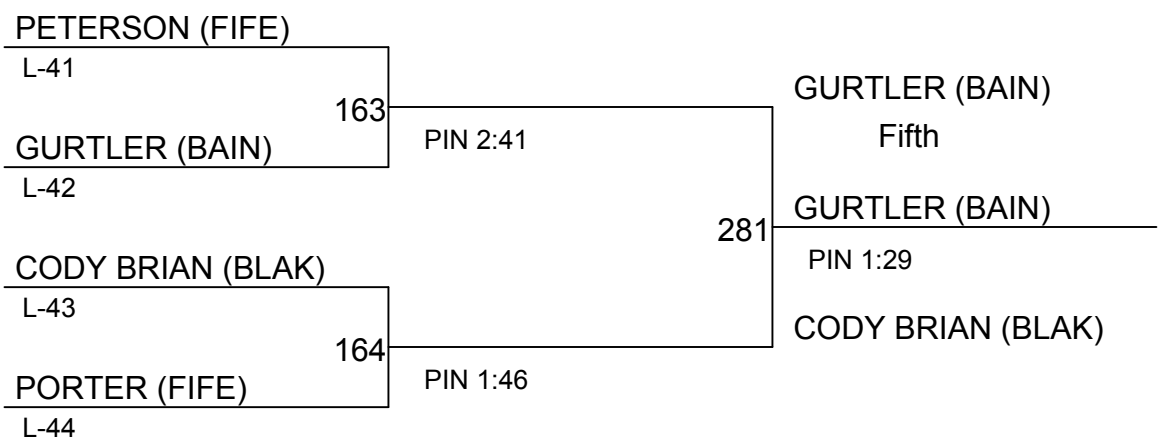 PETERSON (FIFE)
L-41
163
PIN 2:41
GURTLER (BAIN)
L-42
GURTLER (BAIN)
Fifth
281
GURTLER (BAIN)
PIN 1:29
CODY BRIAN (BLAK)
L-43
164
PIN 1:46
CODY BRIAN (BLAK)
PORTER (FIFE)
L-44